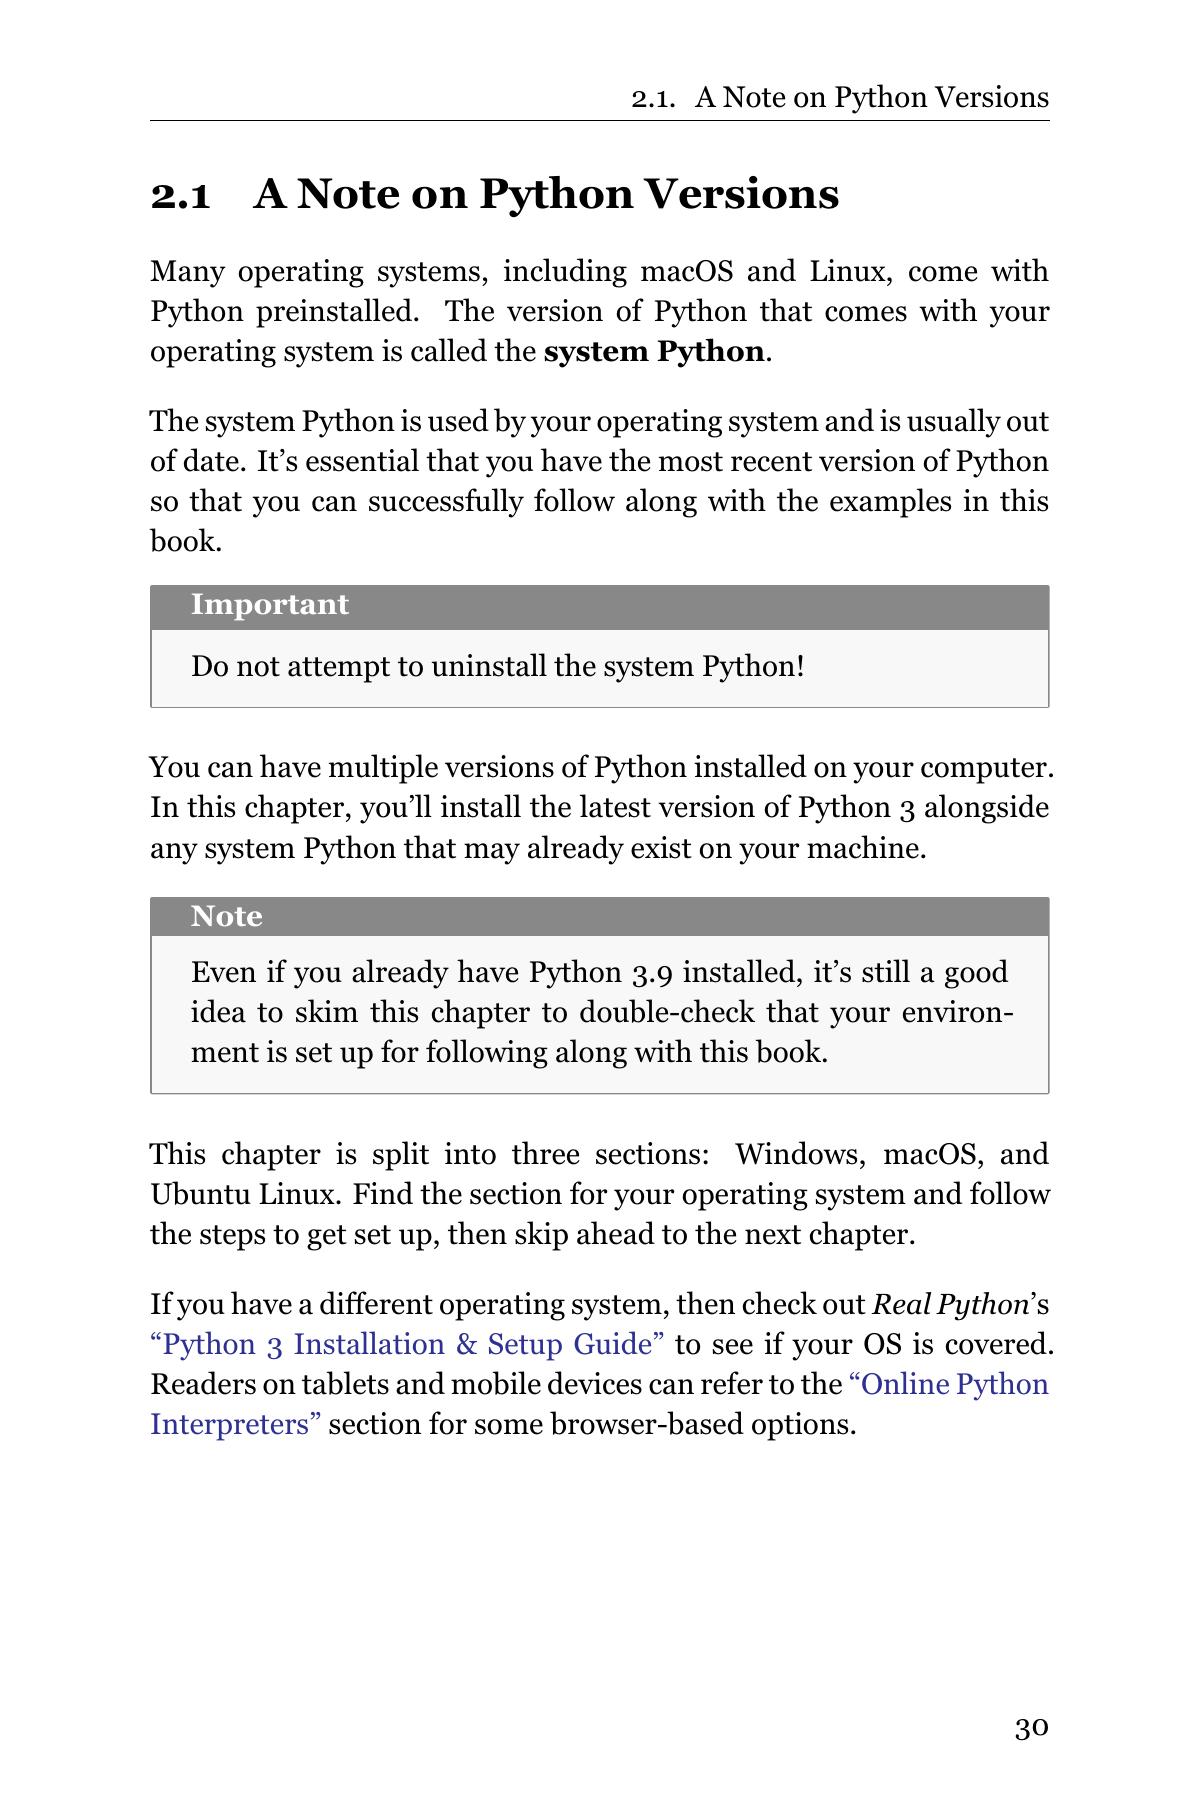 2.1. A Note on Python Versions
2.1 A Note on Python Versions
Many operating systems, including macOS and Linux, come with
Python preinstalled. The version of Python that comes with your
operating system is called the system Python.
The system Python is used by your operating system and is usually out
of date. It’s essential that you have the most recent version of Python
so that you can successfully follow along with the examples in this
book.
Important
Do not attempt to uninstall the system Python!
You can have multiple versions of Python installed on your computer.
In this chapter, you’ll install the latest version of Python 3 alongside
any system Python that may already exist on your machine.
Note
Even if you already have Python 3.9 installed, it’s still a good
idea to skim this chapter to double-check that your environ-
ment is set up for following along with this book.
This chapter is split into three sections: Windows, macOS, and
Ubuntu Linux. Find the section for your operating system and follow
the steps to get set up, then skip ahead to the next chapter.
If you have a different operating system, then check out Real Python’s
“Python 3 Installation & Setup Guide” to see if your OS is covered.
Readers on tablets and mobile devices can refer to the “Online Python
Interpreters” section for some browser-based options.
30